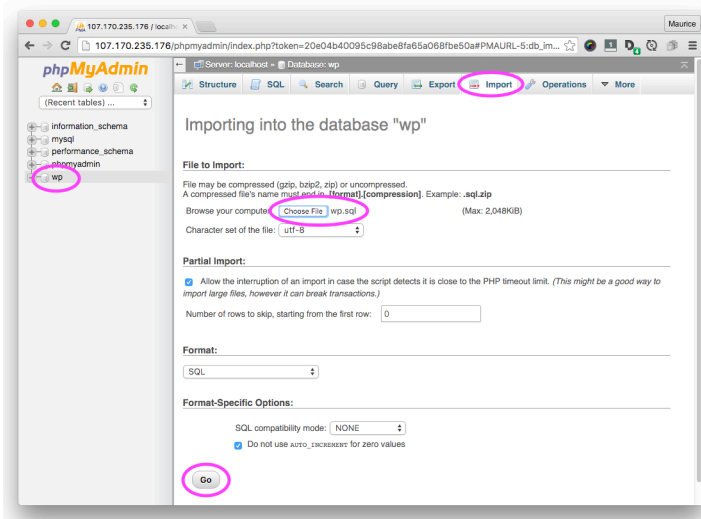 107.170.235.176 / localho
Maurice
107.170.235.176/phpmyadmin/index.php?token=20e04b40095c98abe8fa65a068fbe50a#PMAURL-5:db_im...
phpMyAdmin
(Recent tables) ...
information_schema
mysql
performance_schema
phpmyadmin
wp
Server: localhost » Database: wp
Structure SQL Search Query Export Import Operations More
Importing into the database "wp"
File to Import:
File may be compressed (gzip, bzip2, zip) or uncompressed.
A compressed file's name must end in .[format].[compression]. Example: .sql.zip
Browse your computer: Choose File wp.sql (Max: 2,048KiB)
Character set of the file: utf-8
Partial Import:
Allow the interruption of an import in case the script detects it is close to the PHP timeout limit. (This might be a good way to
import large files, however it can break transactions.)
Number of rows to skip, starting from the first row: 0
Format:
SQL
Format-Specific Options:
SQL compatibility mode: NONE
Do not use AUTO_INCREMENT for zero values
Go